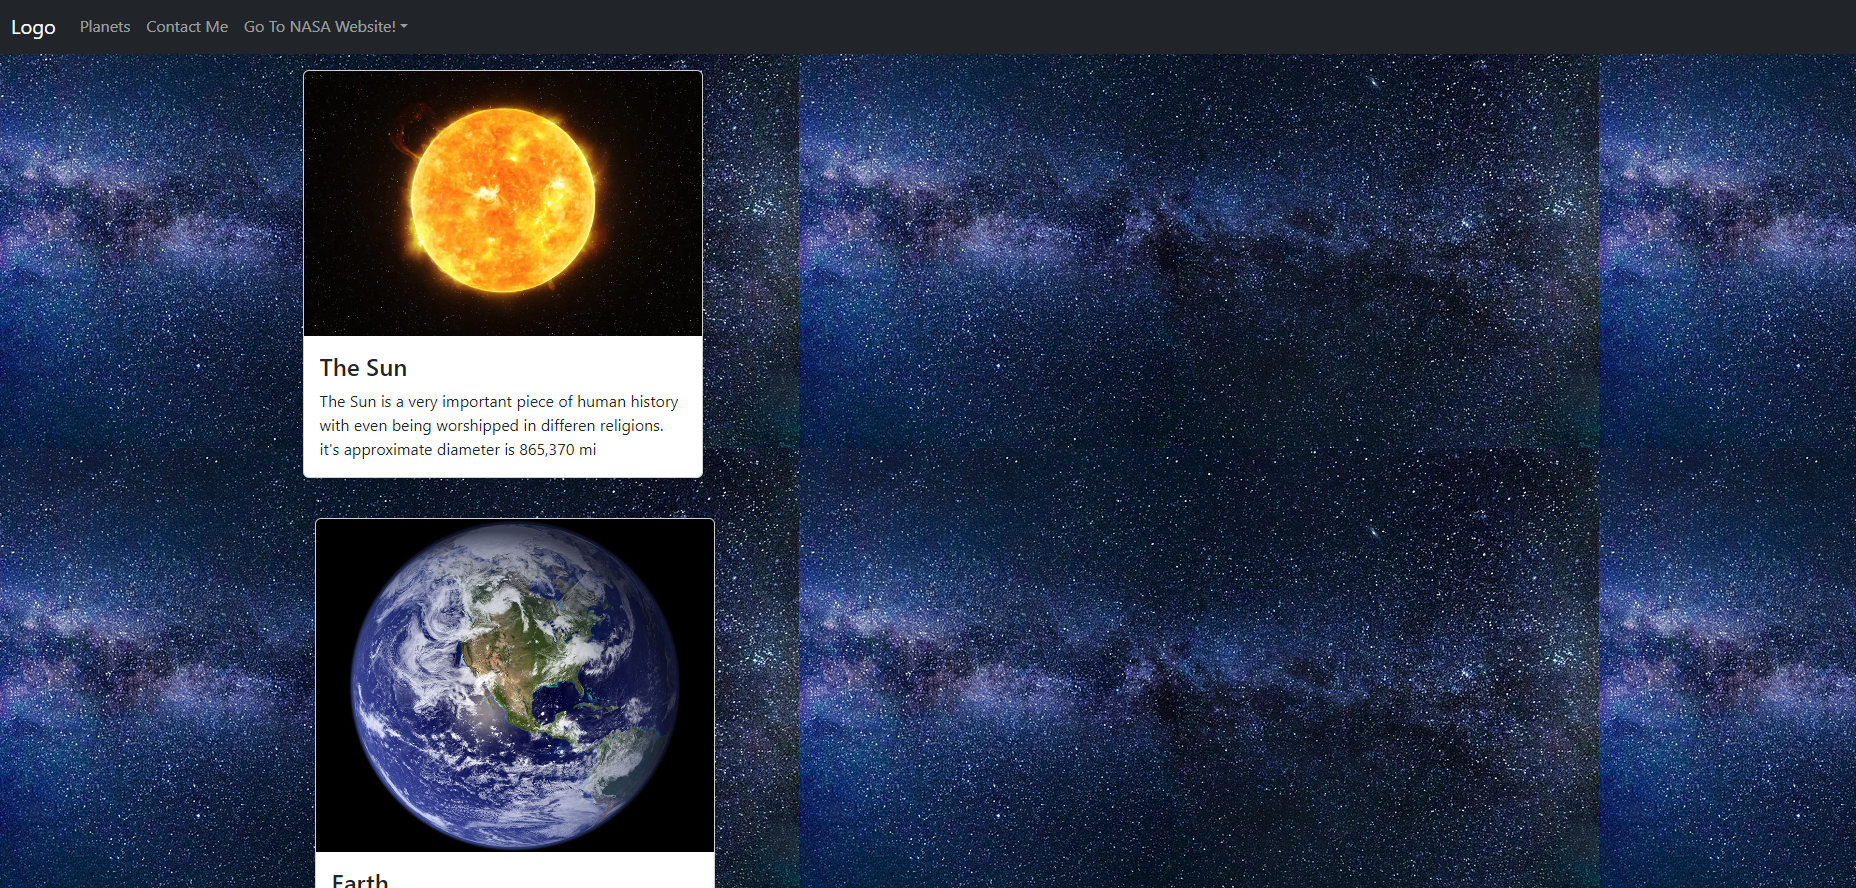 Logo Planets Contact Me Go To NASA Website!
The Sun
The Sun is a very important piece of human history
with even being worshipped in differen religions.
it's approximate diameter is 865,370 mi
Earth